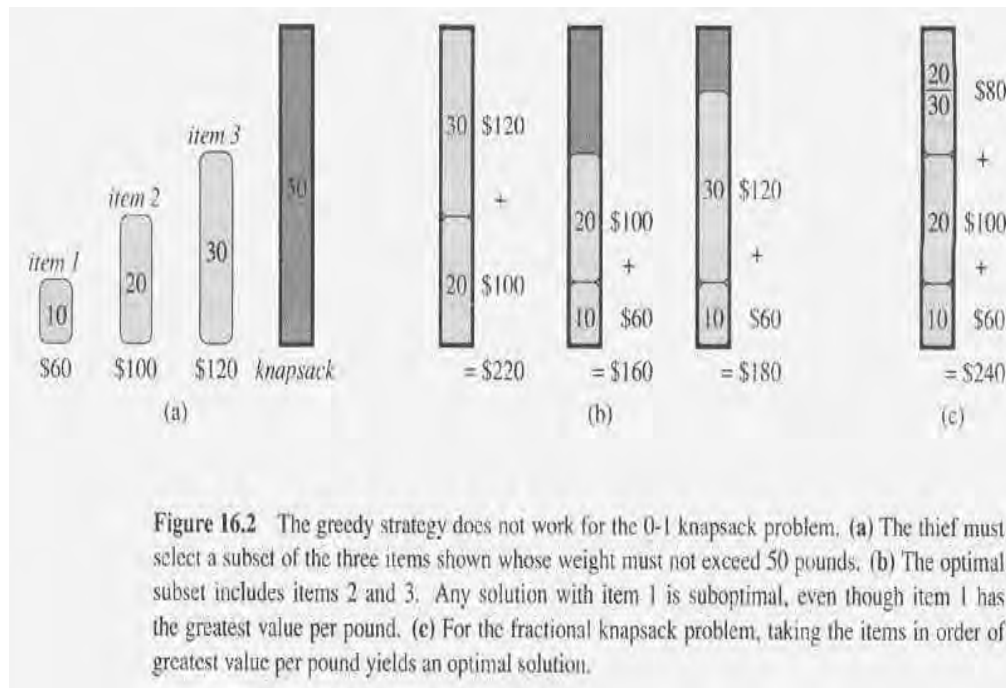 item 1
10
$60
item 2
20
$100
item 3
30
$120
50
knapsack
(a)
30 $120
+
20 $100
= $220
20 $100
+
10 $60
= $160
30 $120
+
10 $60
= $180
(b)
20
30
$80
+
20 $100
+
10 $60
= $240
(c)
Figure 16.2 The greedy strategy does not work for the 0-1 knapsack problem. (a) The thief must
select a subset of the three items shown whose weight must not exceed 50 pounds. (b) The optimal
subset includes items 2 and 3. Any solution with item 1 is suboptimal, even though item 1 has
the greatest value per pound. (c) For the fractional knapsack problem, taking the items in order of
greatest value per pound yields an optimal solution.